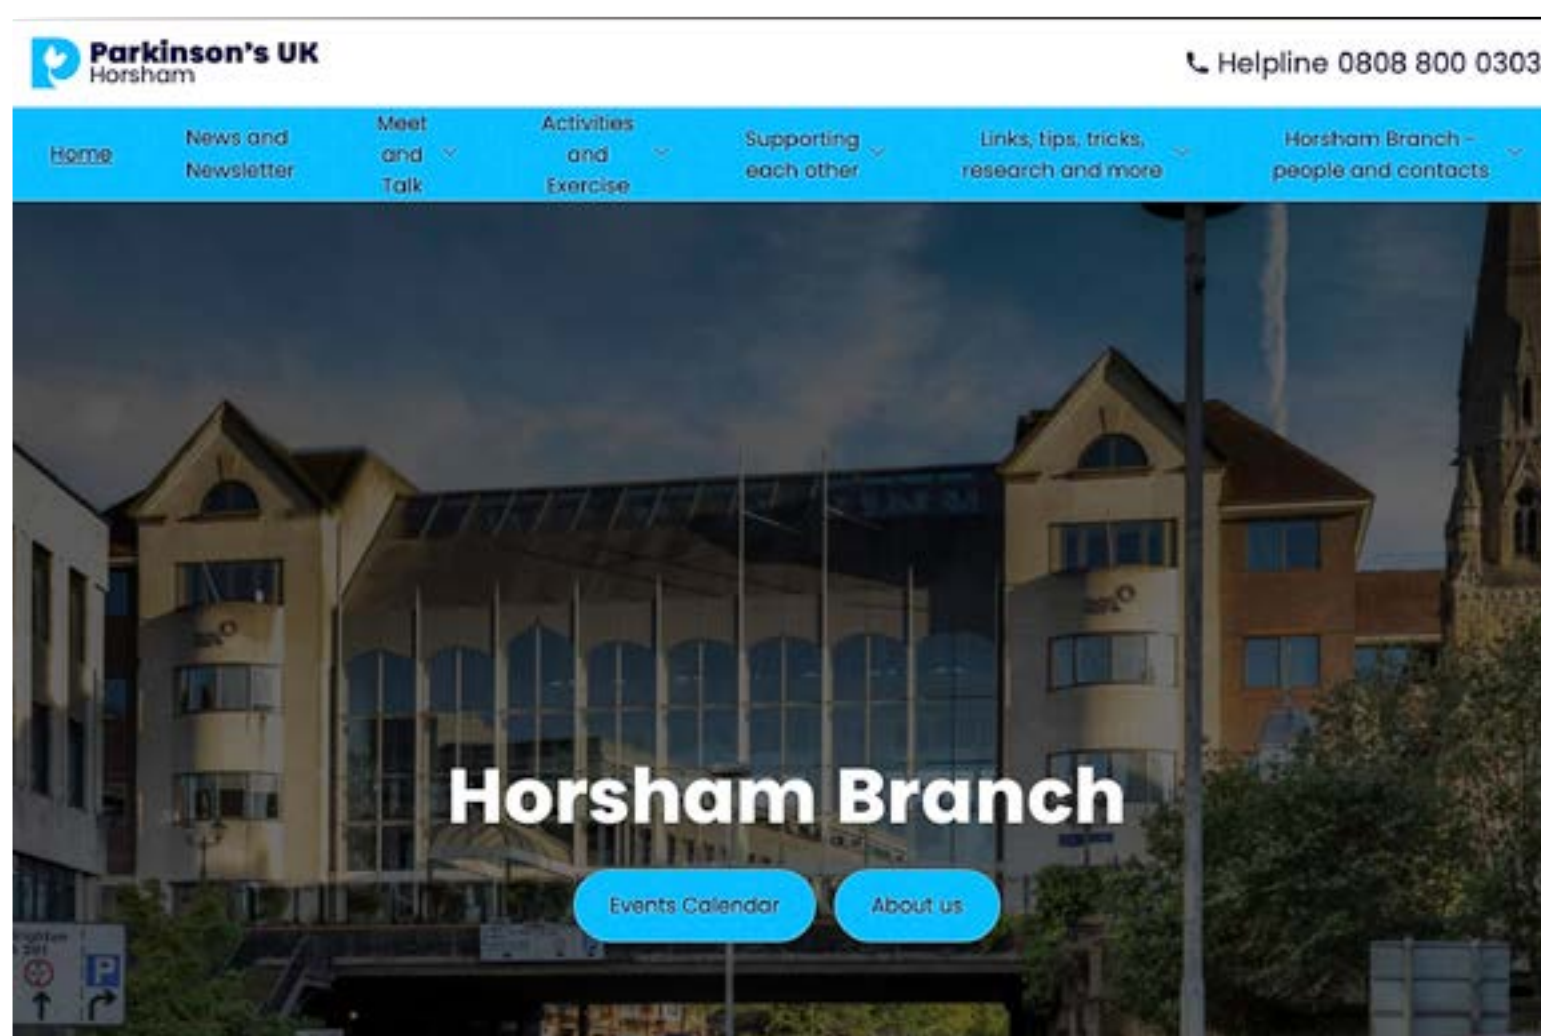 Parkinson's UK
Horsham
Helpline 0808 800 0303
Home
News and
Newsletter
Meet
and
Talk
Activities
and
Exercise
Supporting
each other
Links, tips, tricks,
research and more
Horsham Branch -
people and contacts
Horsham Branch
Events Calendar
About us
P